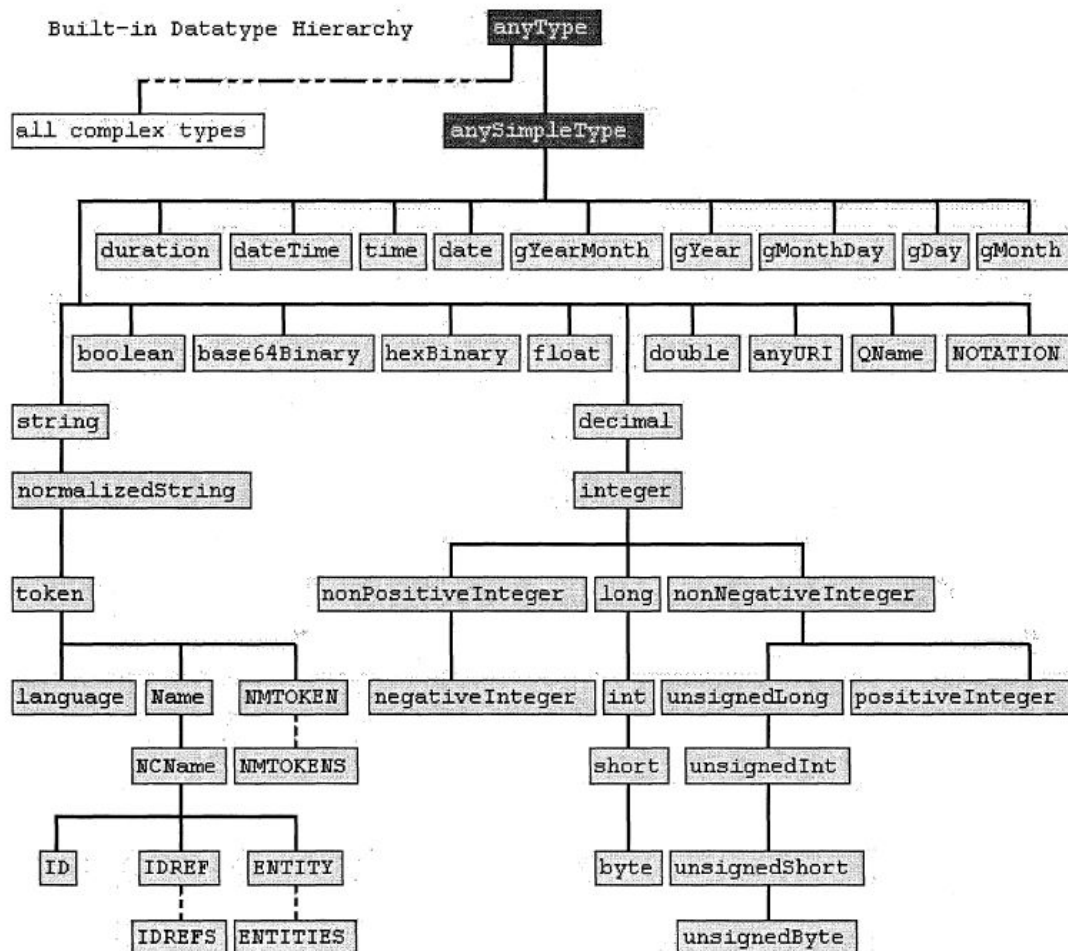 Built-in Datatype Hierarchy anyType
all complex types anySimpleType
duration dateTime time date gYearMonth gYear gMonthDay gDay gMonth
boolean base64Binary hexBinary float double anyURI QName NOTATION
string decimal
normalizedString integer
token nonPositiveInteger long nonNegativeInteger
language Name NMTOKEN negativeInteger int unsignedLong positiveInteger
NCName NMTOKENS short unsignedInt
ID IDREF ENTITY byte unsignedShort
IDREFS ENTITIES unsignedByte